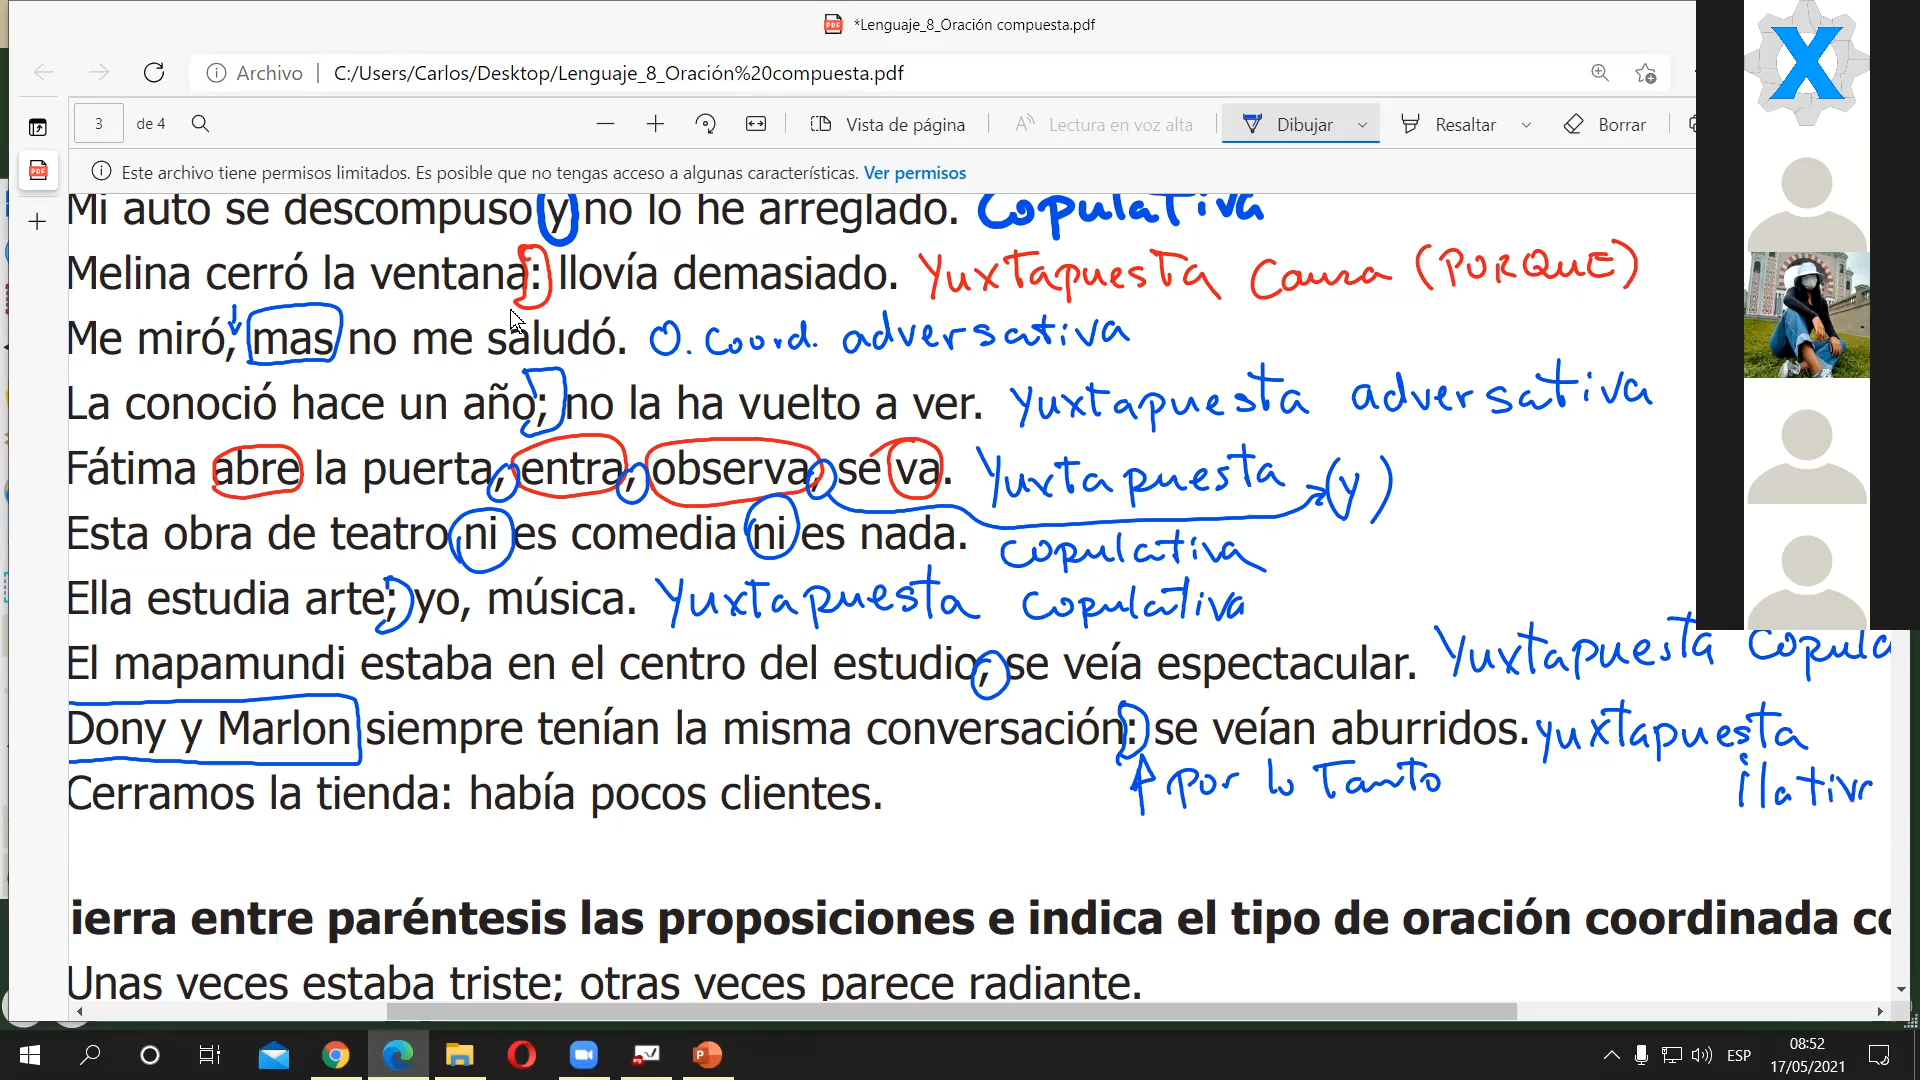 *Lenguaje_8_Oración compuesta.pdf
Archivo | C:/Users/Carlos/Desktop/Lenguaje_8_Oración%20compuesta.pdf
3 de 4 Vista de página Lectura en voz alta Dibujar Resaltar Borrar
Este archivo tiene permisos limitados. Es posible que no tengas acceso a algunas características. Ver permisos
Mi auto se descompuso y no lo he arreglado. Copulativa
Melina cerró la ventana: llovía demasiado. Yuxtapuesta Causa (PORQUE)
Me miró, mas no me saludó. O. Coord. adversativa
La conoció hace un año; no la ha vuelto a ver. Yuxtapuesta adversativa
Fátima abre la puerta, entra, observa, se va. Yuxtapuesta (y)
Esta obra de teatro ni es comedia ni es nada. Copulativa
Ella estudia arte; yo, música. Yuxtapuesta copulativa
El mapamundi estaba en el centro del estudio; se veía espectacular. Yuxtapuesta Copula
Dony y Marlon siempre tenían la misma conversación: se veían aburridos. yuxtapuesta
por lo Tanto ilativa
Cerramos la tienda: había pocos clientes.
ierra entre paréntesis las proposiciones e indica el tipo de oración coordinada co
Unas veces estaba triste; otras veces parece radiante.
ESP
08:52
17/05/2021